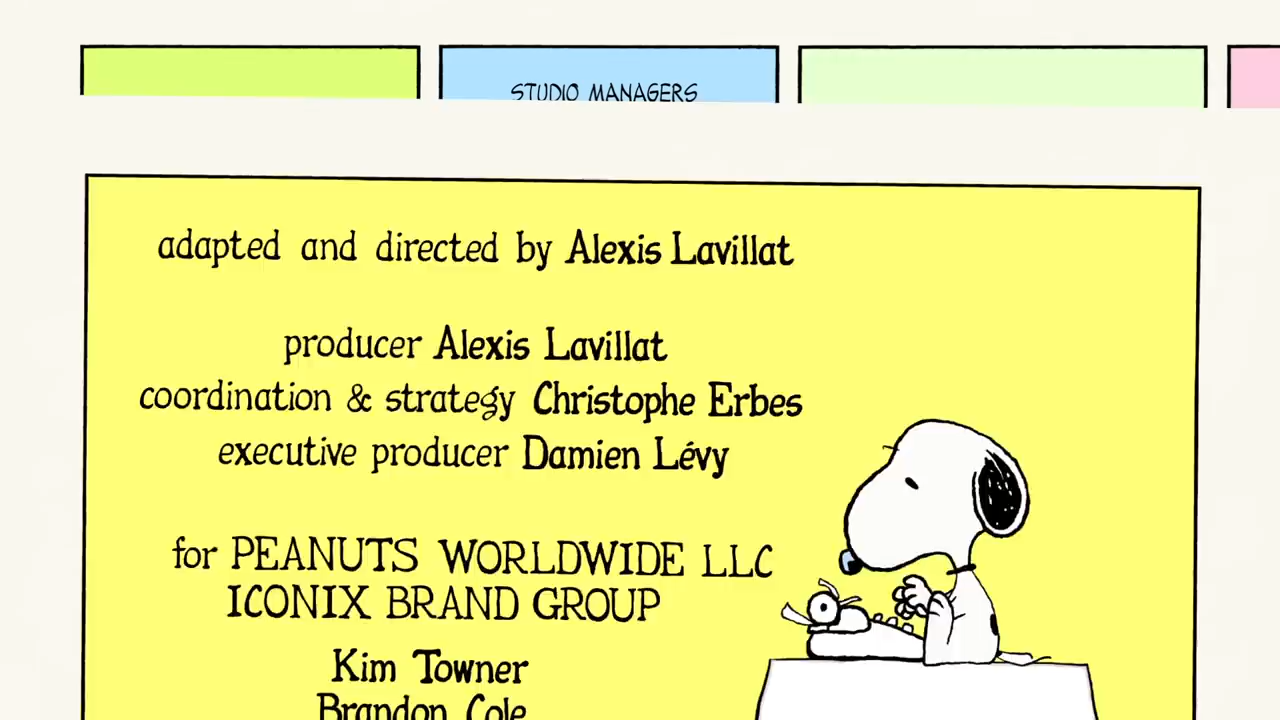 STUDIO MANAGERS
adapted and directed by Alexis Lavillat
producer Alexis Lavillat
coordination & strategy Christophe Erbes
executive producer Damien Lévy
for PEANUTS WORLDWIDE LLC
ICONIX BRAND GROUP
Kim Towner
Brandon Cole